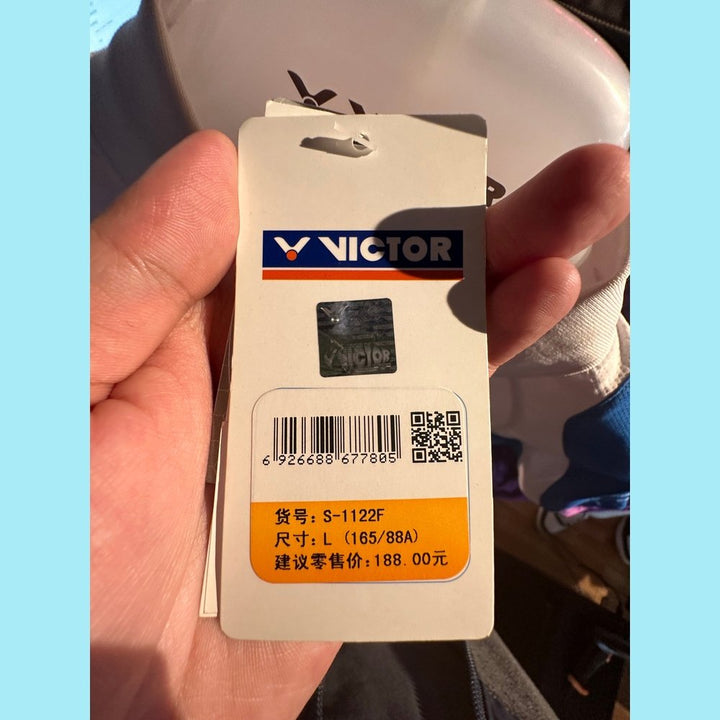 VICTOR
VICTOR
6 926688 677805
货号: S-1122F
尺寸: L (165/88A)
建议零售价:188.00元